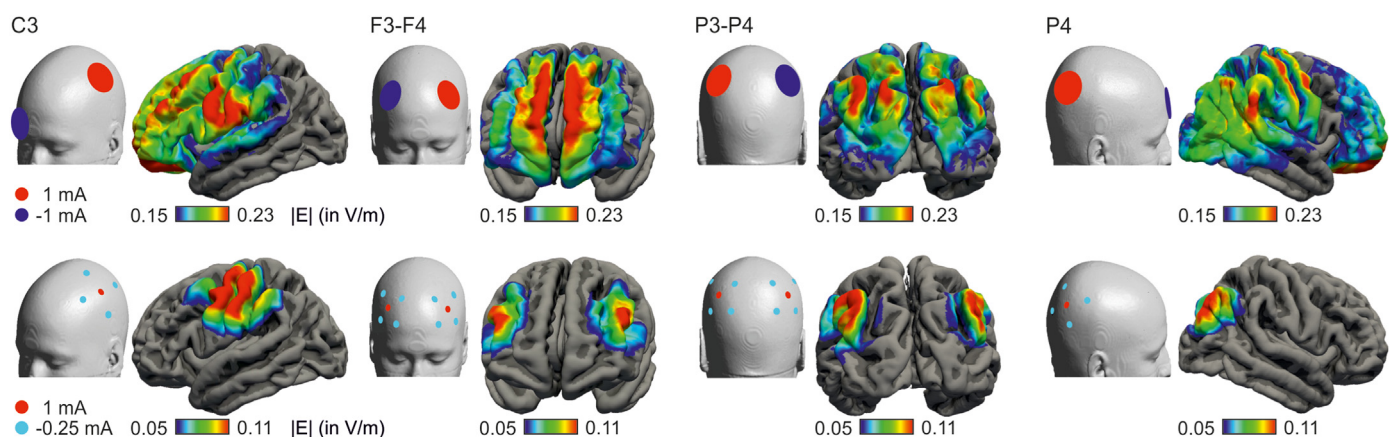 C3 F3-F4 P3-P4 P4
1 mA
-1 mA 0.15 0.23 |E| (in V/m) 0.15 0.23 0.15 0.23 0.15 0.23
1 mA
-0.25 mA 0.05 0.11 |E| (in V/m) 0.05 0.11 0.05 0.11 0.05 0.11